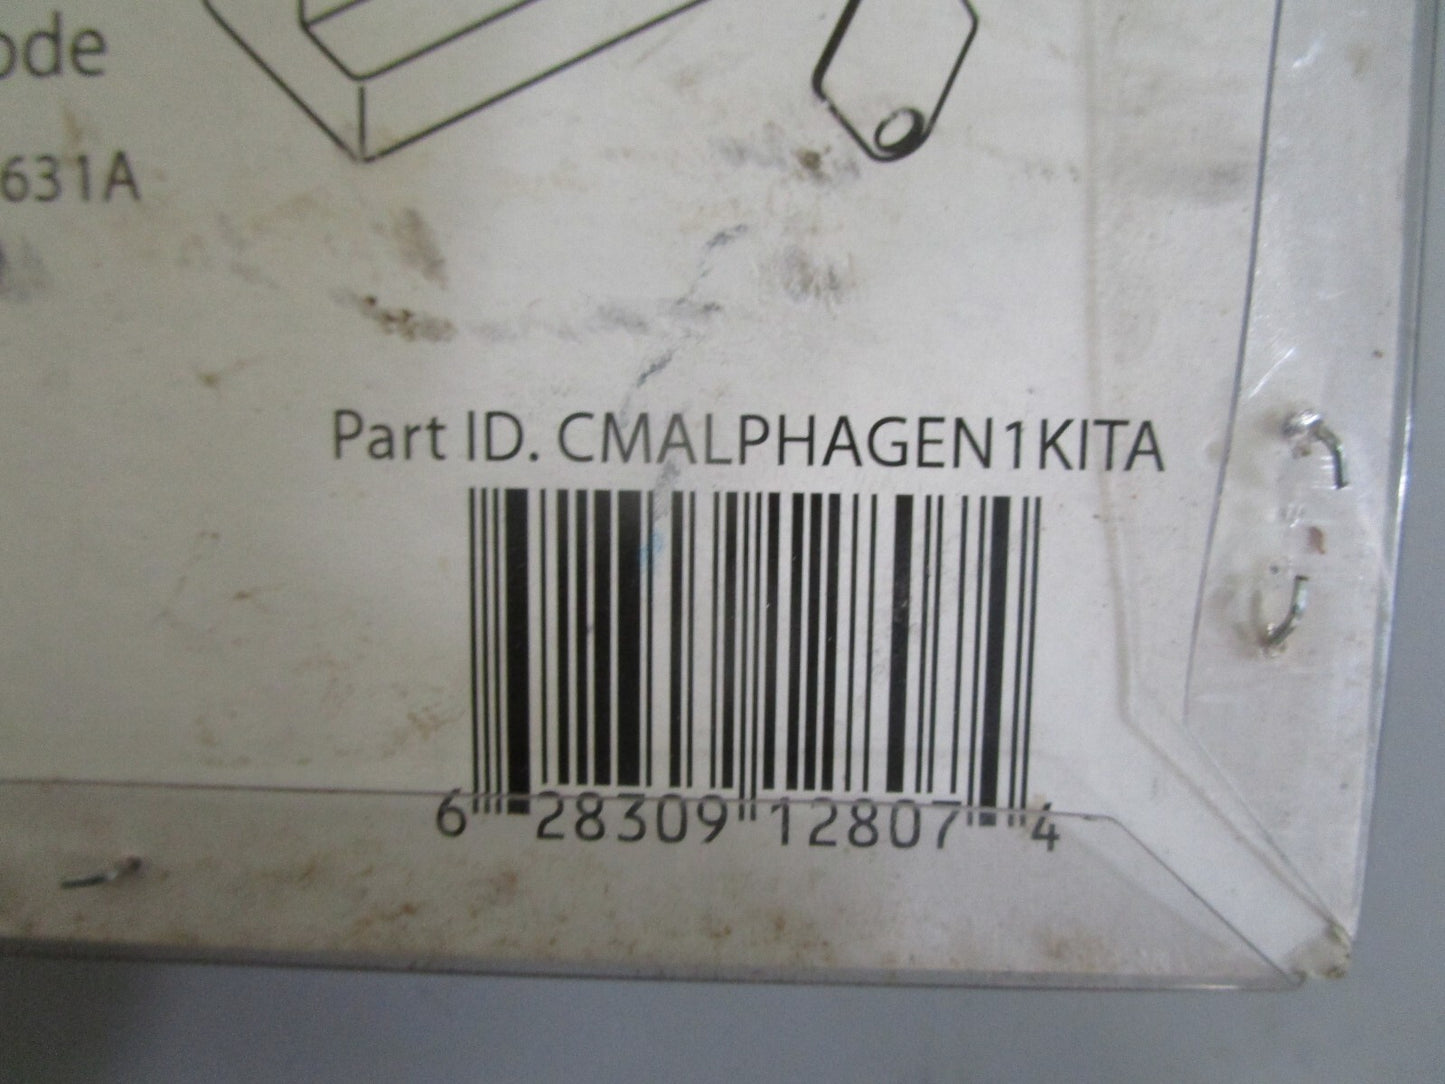 ode
631A
Part ID. CMALPHAGEN1KITA
6 28309 12807 4